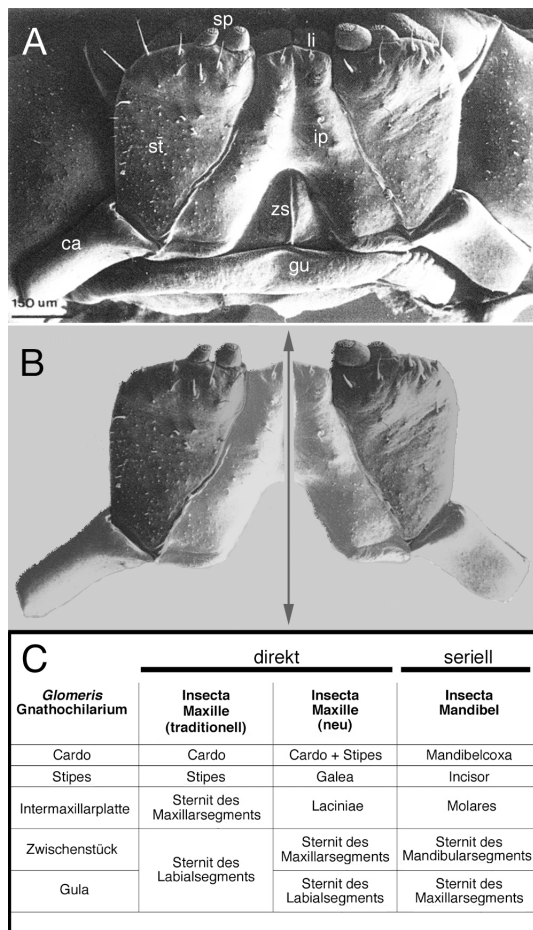 A
sp
li
st
ip
zs
ca
gu
150 um
B
C
direkt seriell
Glomeris Gnathochilarium
Insecta Maxille (traditionell)
Insecta Maxille (neu)
Insecta Mandibel
Cardo Cardo Cardo + Stipes Mandibelcoxa
Stipes Stipes Galea Incisor
Intermaxillarplatte Sternit des Maxillarsegments Laciniae Molares
Zwischenstück Sternit des Labialsegments Sternit des Maxillarsegments Sternit des Mandibularsegments
Gula Sternit des Labialsegments Sternit des Maxillarsegments